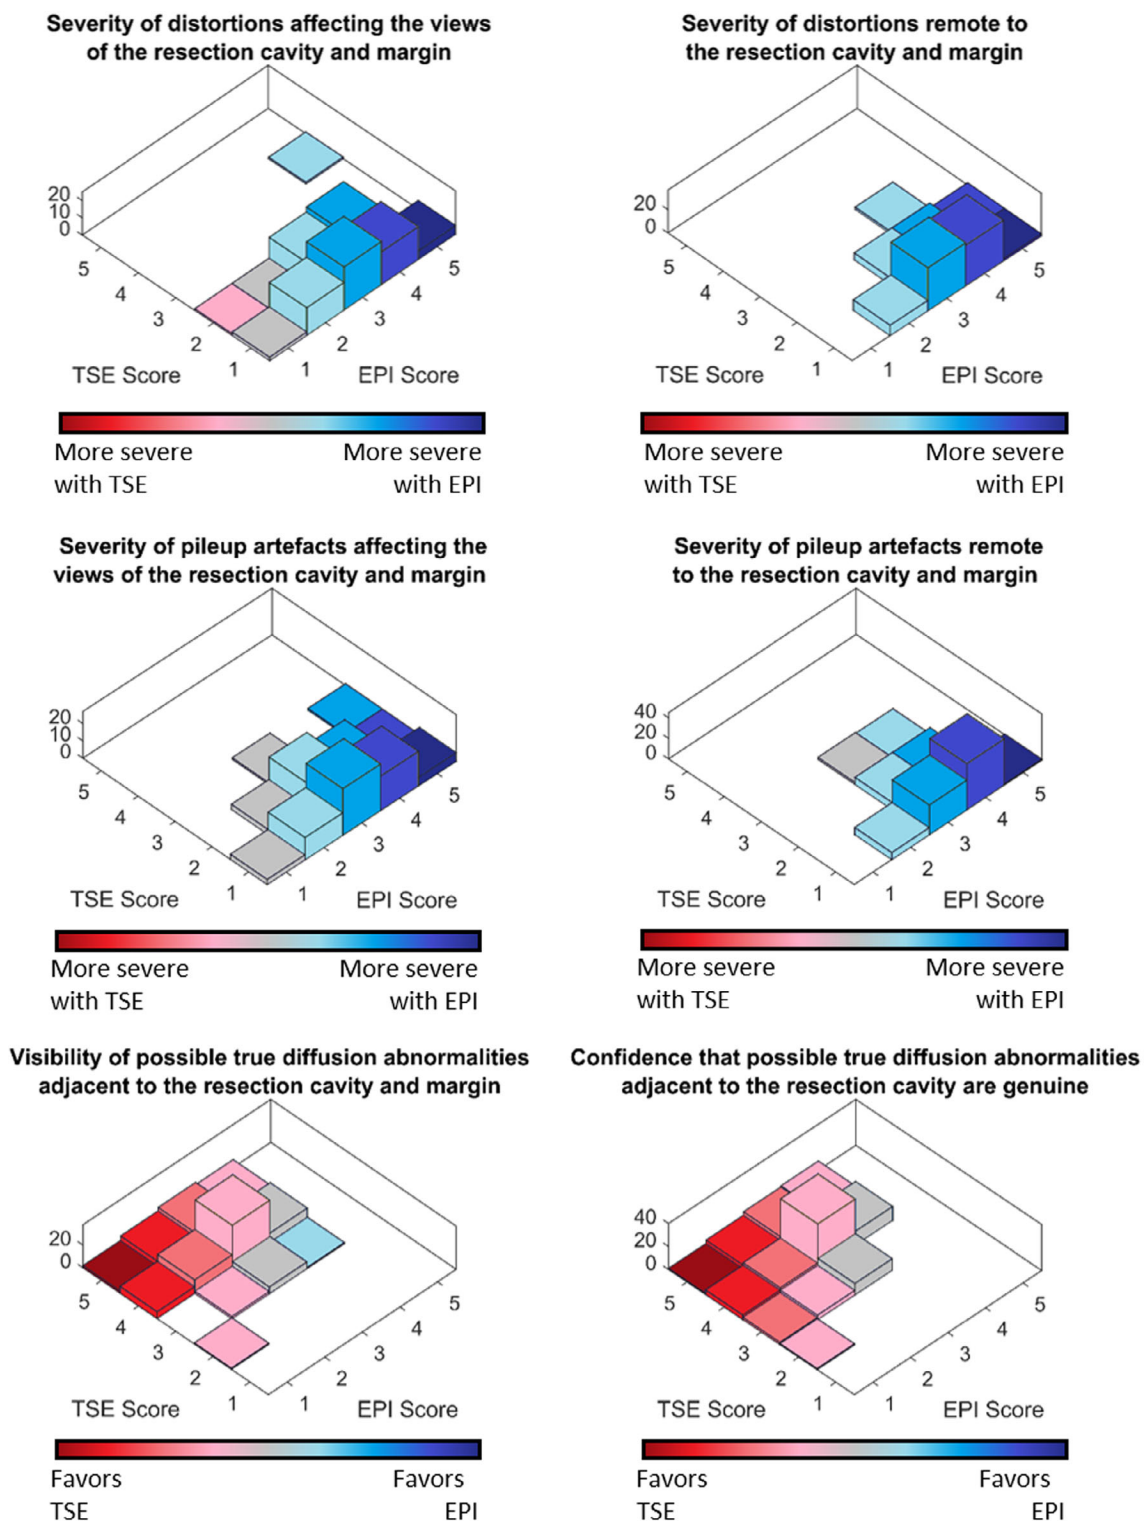 Severity of distortions affecting the views
of the resection cavity and margin
20
10
0
5
4
3
2
1
1
2
3
4
5
TSE Score
EPI Score
More severe
with TSE
More severe
with EPI
Severity of distortions remote to
the resection cavity and margin
20
0
5
4
3
2
1
1
2
3
4
5
TSE Score
EPI Score
More severe
with TSE
More severe
with EPI
Severity of pileup artefacts affecting the
views of the resection cavity and margin
20
10
0
5
4
3
2
1
1
2
3
4
5
TSE Score
EPI Score
More severe
with TSE
More severe
with EPI
Severity of pileup artefacts remote
to the resection cavity and margin
40
20
0
5
4
3
2
1
1
2
3
4
5
TSE Score
EPI Score
More severe
with TSE
More severe
with EPI
Visibility of possible true diffusion abnormalities
adjacent to the resection cavity and margin
20
0
5
4
3
2
1
1
2
3
4
5
TSE Score
EPI Score
Favors
TSE
Favors
EPI
Confidence that possible true diffusion abnormalities
adjacent to the resection cavity are genuine
40
20
0
5
4
3
2
1
1
2
3
4
5
TSE Score
EPI Score
Favors
TSE
Favors
EPI